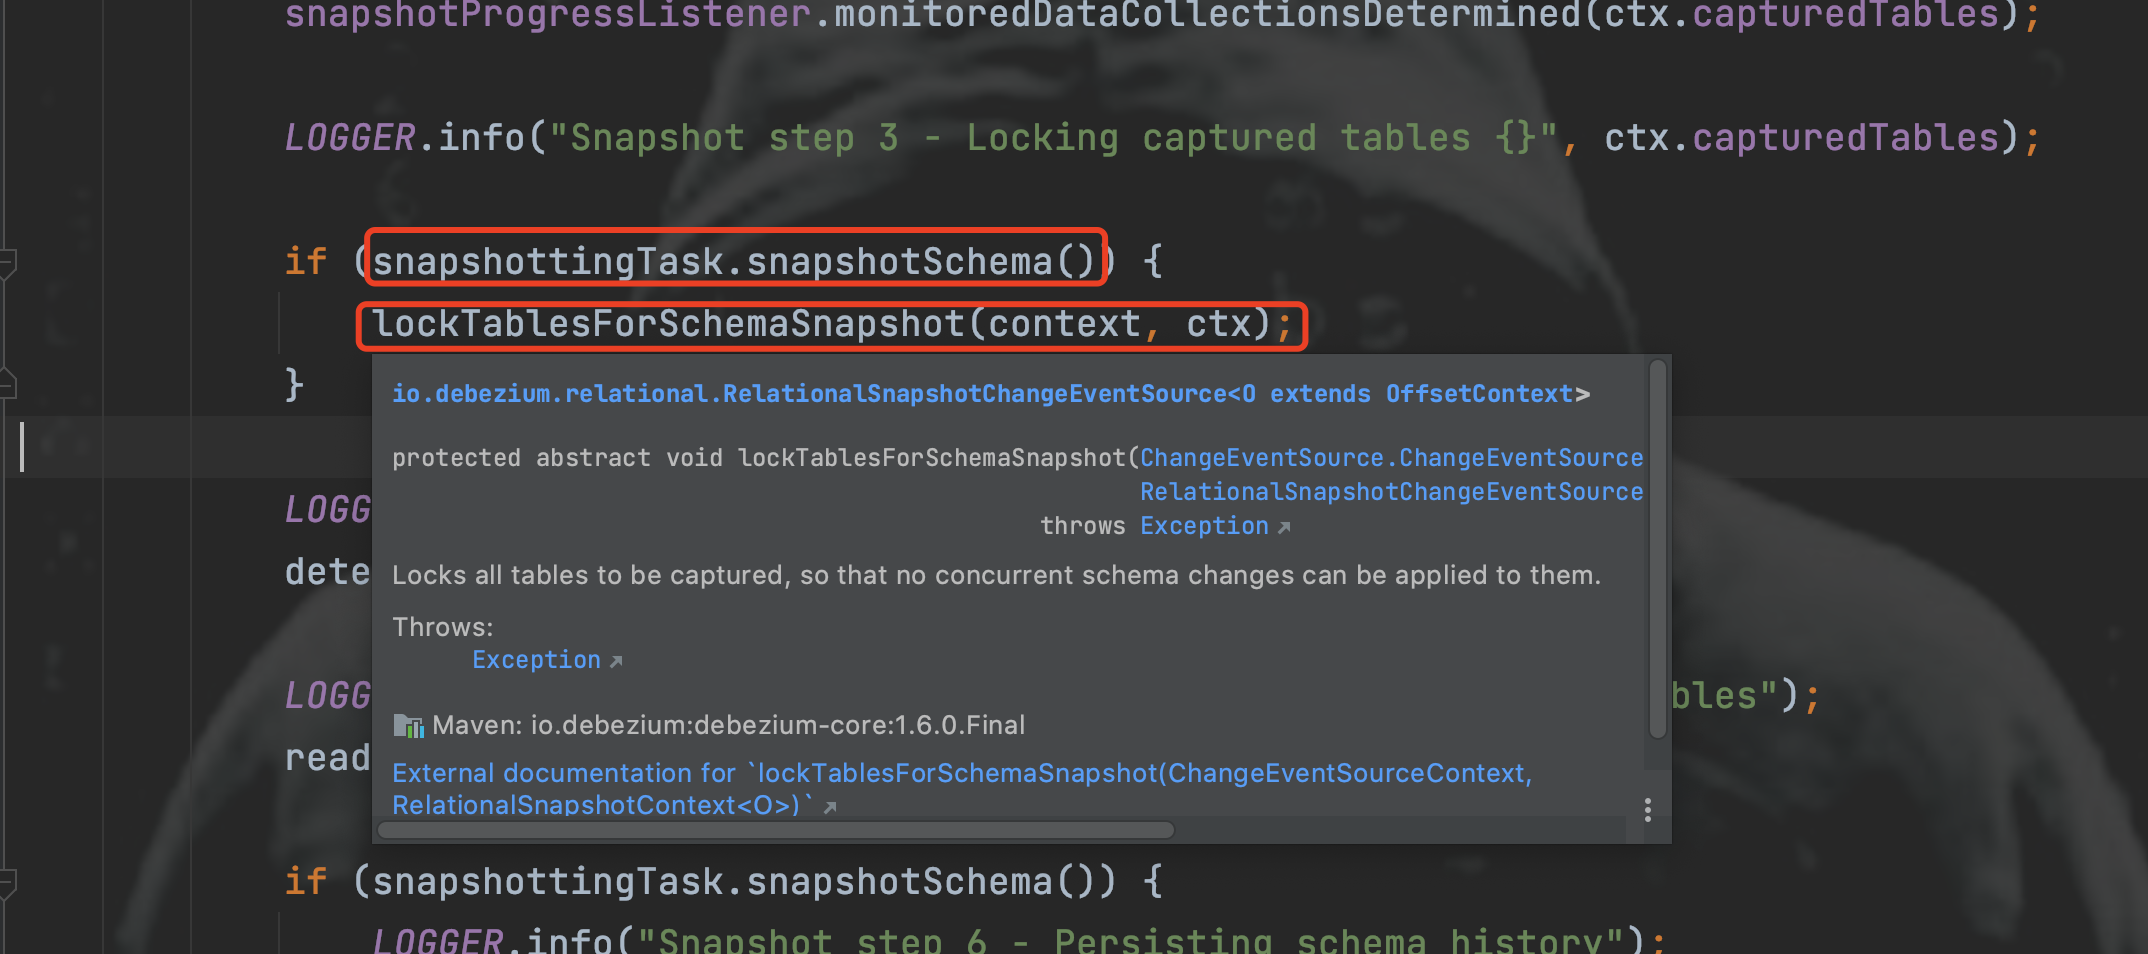 snapshotProgressListener.monitoredDataCollectionsDetermined(ctx.capturedTables);
LOGGER.info("Snapshot step 3 - Locking captured tables {}", ctx.capturedTables);
if (snapshottingTask.snapshotSchema()) {
lockTablesForSchemaSnapshot(context, ctx);
}
io.debezium.relational.RelationalSnapshotChangeEventSource<O extends OffsetContext>
protected abstract void lockTablesForSchemaSnapshot(ChangeEventSource.ChangeEventSource
RelationalSnapshotChangeEventSource
LOGG
throws Exception
dete
Locks all tables to be captured, so that no concurrent schema changes can be applied to them.
Throws:
Exception
LOGG bles");
Maven: io.debezium:debezium-core:1.6.0.Final
read
External documentation for `lockTablesForSchemaSnapshot(ChangeEventSourceContext,
RelationalSnapshotContext<O>)`
if (snapshottingTask.snapshotSchema()) {
LOGGER.info("Snapshot step 6 - Persisting schema history");